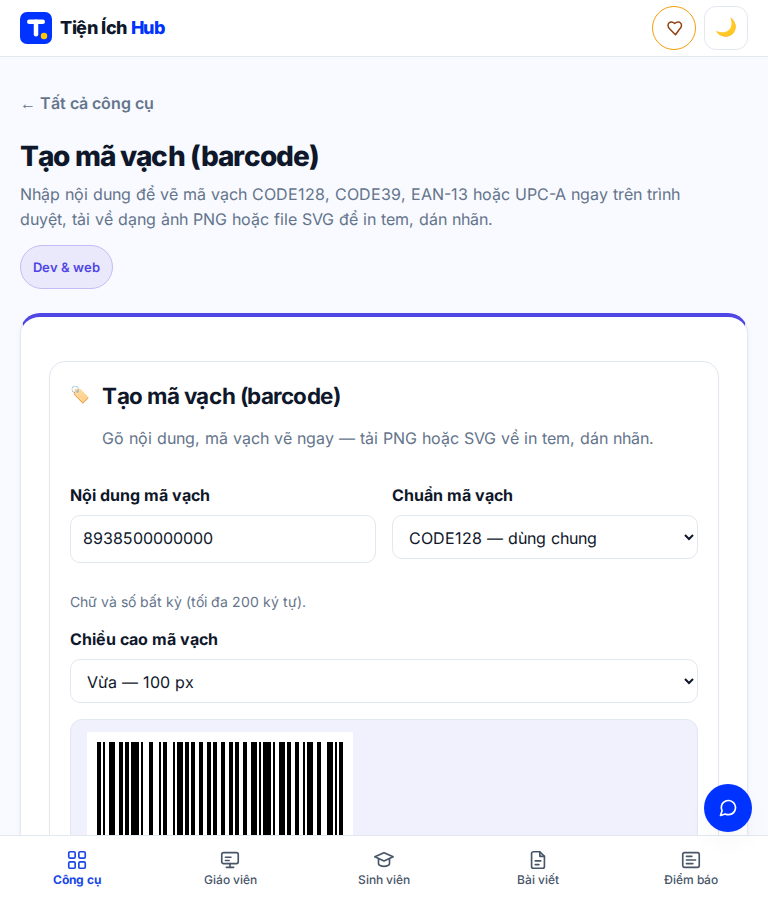 Tiện Ích Hub
← Tất cả công cụ
Tạo mã vạch (barcode)
Nhập nội dung để vẽ mã vạch CODE128, CODE39, EAN-13 hoặc UPC-A ngay trên trình
duyệt, tải về dạng ảnh PNG hoặc file SVG để in tem, dán nhãn.
Dev & web
Tạo mã vạch (barcode)
Gõ nội dung, mã vạch vẽ ngay — tải PNG hoặc SVG về in tem, dán nhãn.
Nội dung mã vạch
Chuẩn mã vạch
8938500000000
CODE128 — dùng chung
Chữ và số bất kỳ (tối đa 200 ký tự).
Chiều cao mã vạch
Vừa — 100 px
Công cụ
Giáo viên
Sinh viên
Bài viết
Điểm báo